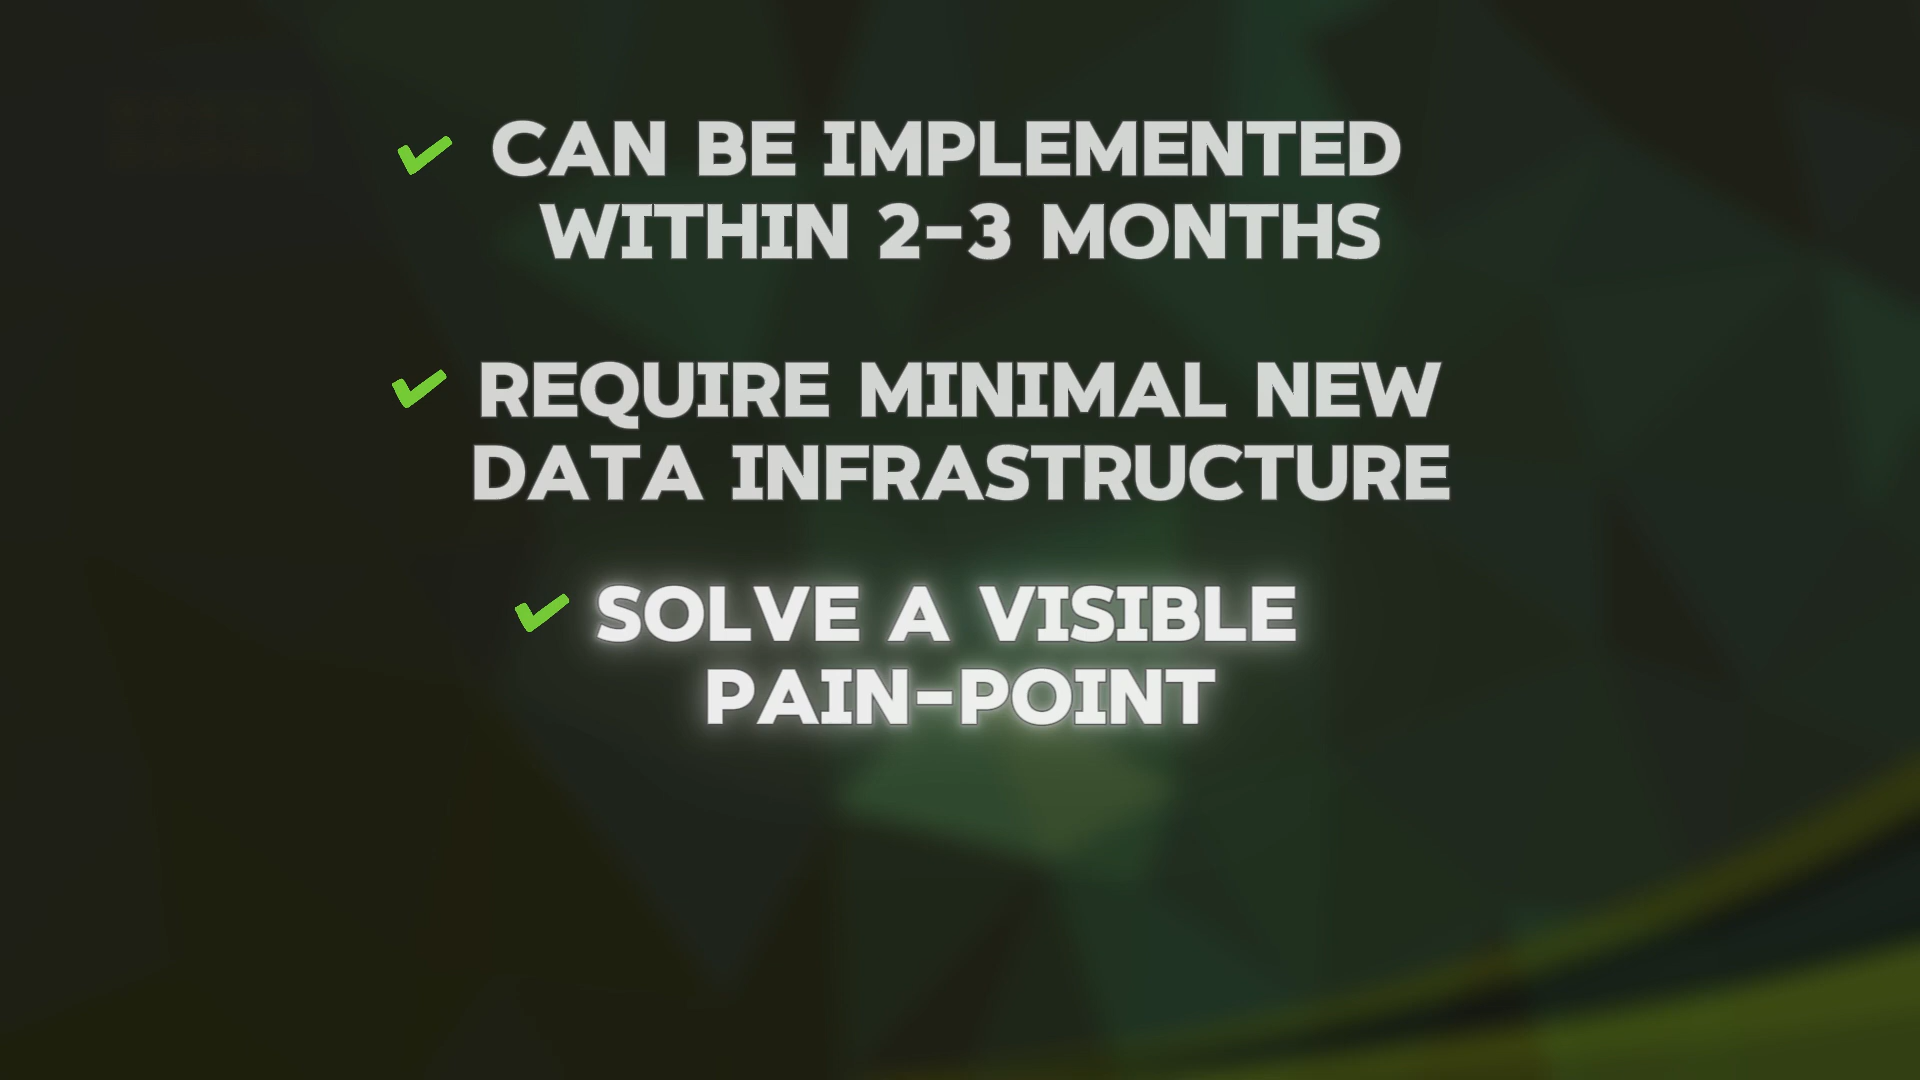 ✔ CAN BE IMPLEMENTED
WITHIN 2-3 MONTHS
✔ REQUIRE MINIMAL NEW
DATA INFRASTRUCTURE
✔ SOLVE A VISIBLE
PAIN-POINT